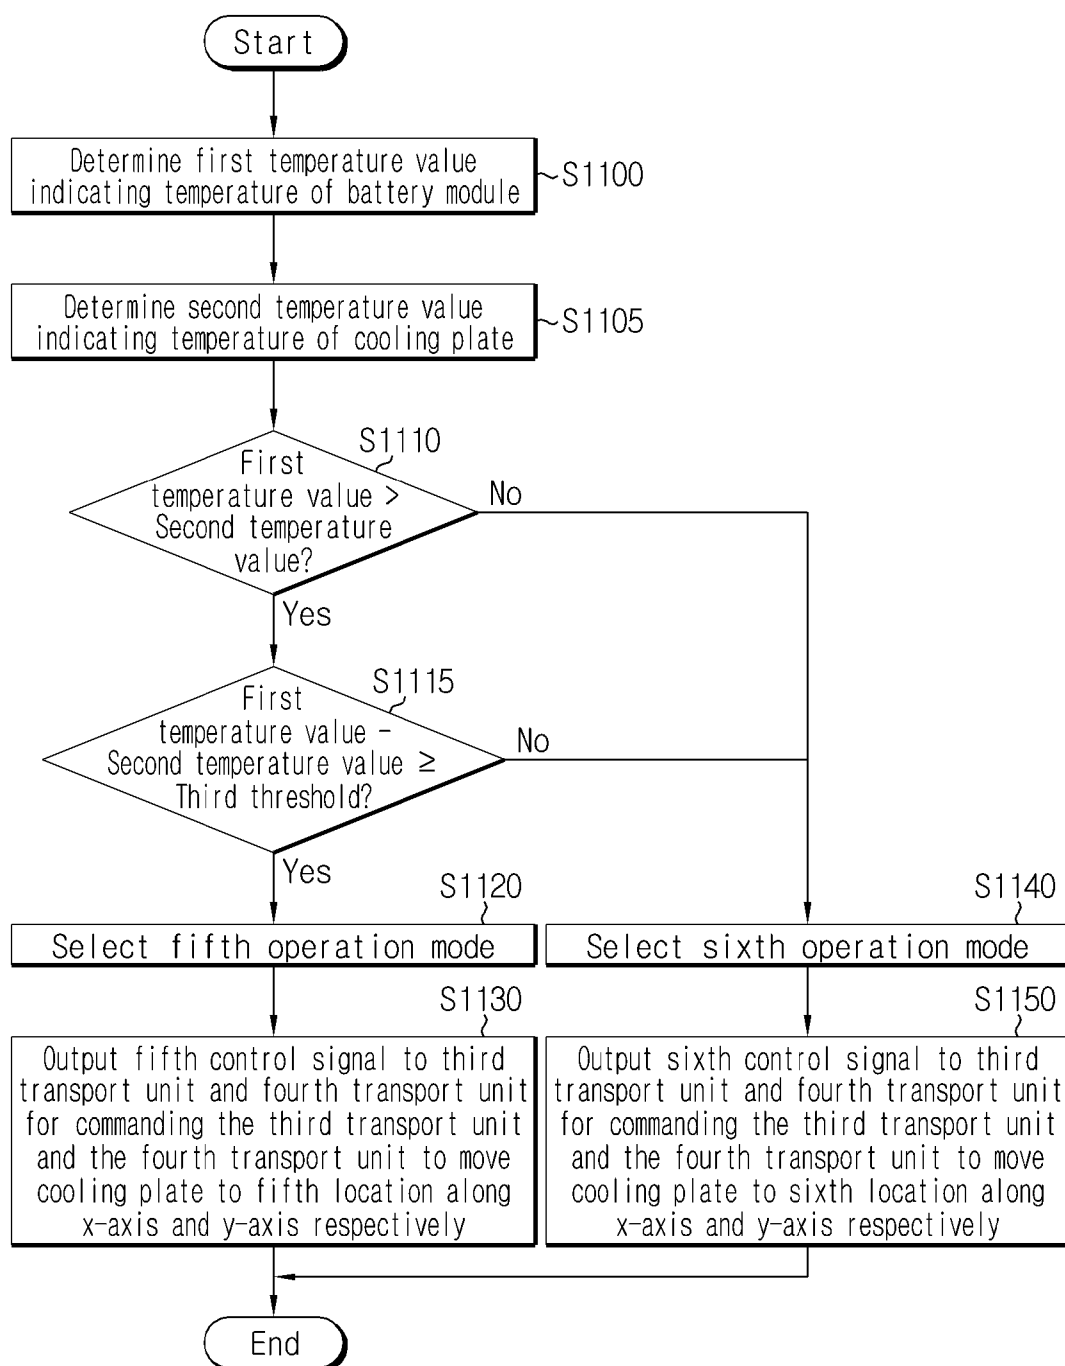 Start
Determine first temperature value
indicating temperature of battery module
S1100
Determine second temperature value
indicating temperature of cooling plate
S1105
S1110
First
temperature value >
Second temperature
value?
No
Yes
S1115
First
temperature value -
Second temperature value ≥
Third threshold?
No
Yes
S1120
Select fifth operation mode
S1140
Select sixth operation mode
S1130
Output fifth control signal to third
transport unit and fourth transport unit
for commanding the third transport unit
and the fourth transport unit to move
cooling plate to fifth location along
x-axis and y-axis respectively
S1150
Output sixth control signal to third
transport unit and fourth transport unit
for commanding the third transport unit
and the fourth transport unit to move
cooling plate to sixth location along
x-axis and y-axis respectively
End